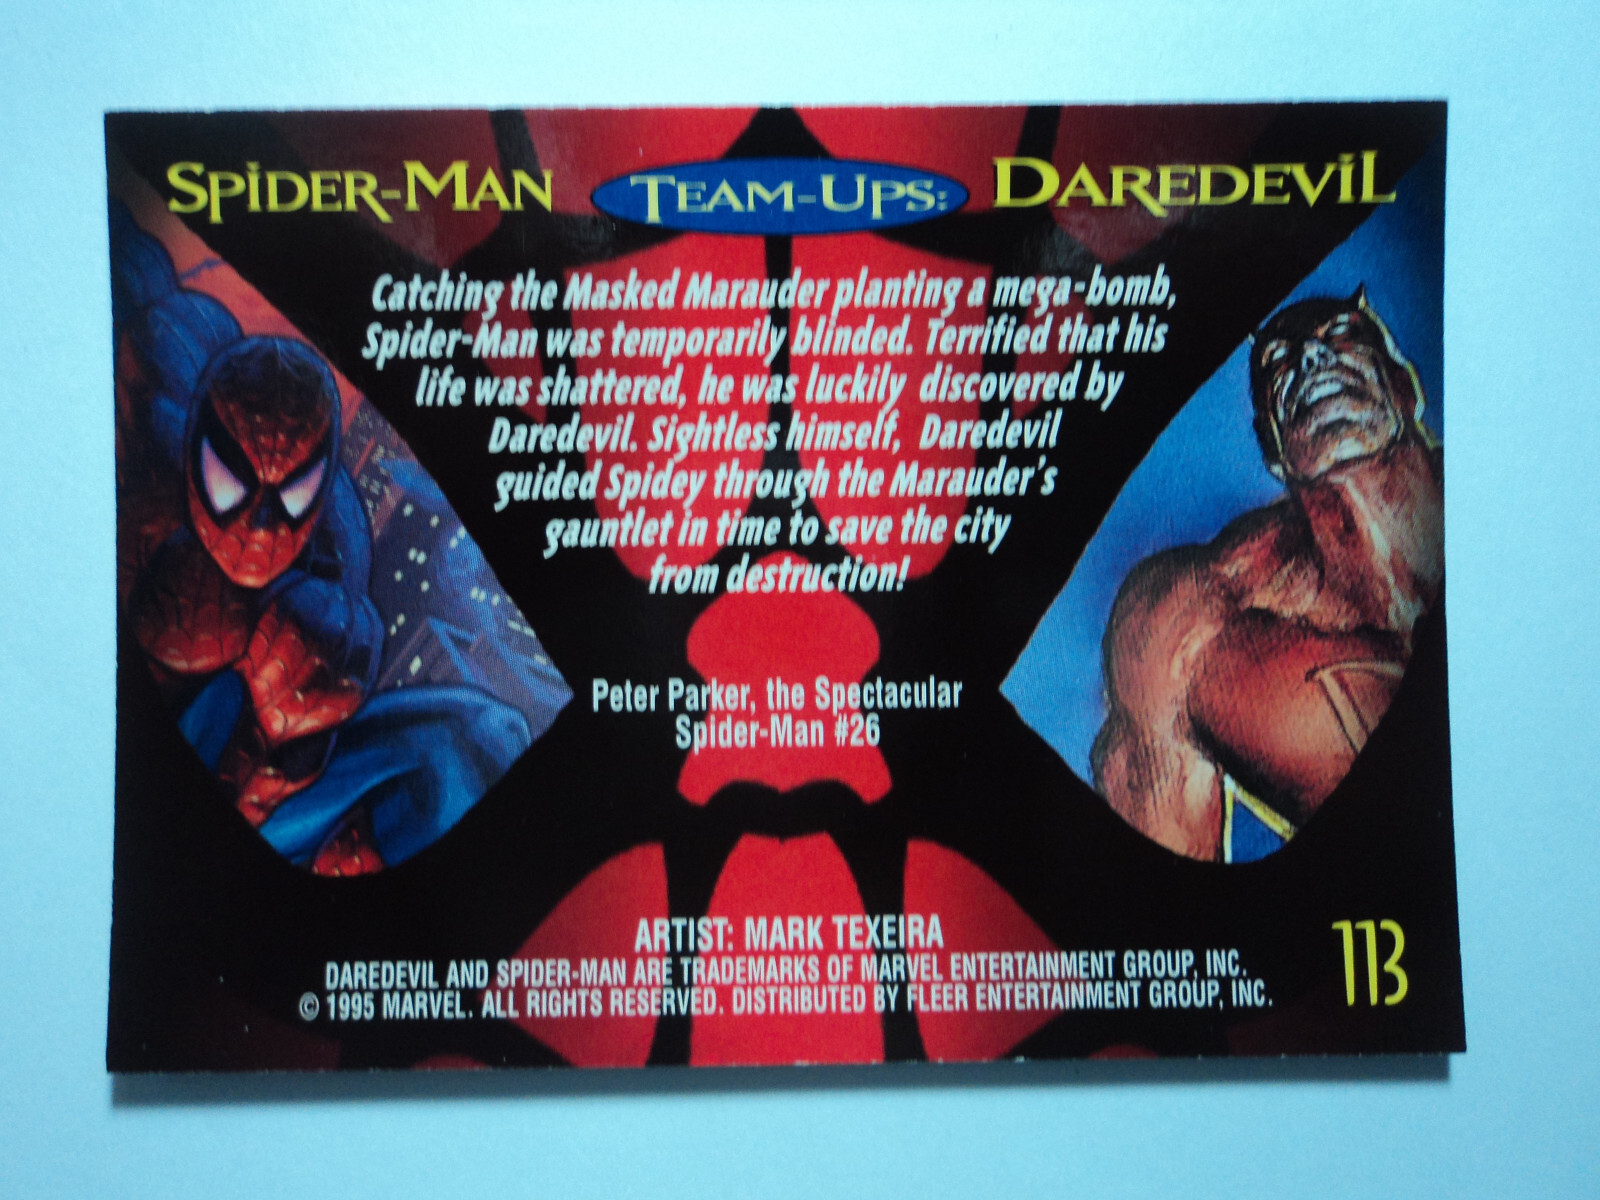 SPIDER-MAN TEAM-UPS: DAREDEVIL
Catching the Masked Marauder planting a mega-bomb,
Spider-Man was temporarily blinded. Terrified that his
life was shattered, he was luckily discovered by
Daredevil. Sightless himself, Daredevil
guided Spidey through the Marauder's
gauntlet in time to save the city
from destruction!
Peter Parker, the Spectacular
Spider-Man #26
ARTIST: MARK TEXEIRA
DAREDEVIL AND SPIDER-MAN ARE TRADEMARKS OF MARVEL ENTERTAINMENT GROUP, INC.
© 1995 MARVEL. ALL RIGHTS RESERVED. DISTRIBUTED BY FLEER ENTERTAINMENT GROUP, INC.
113